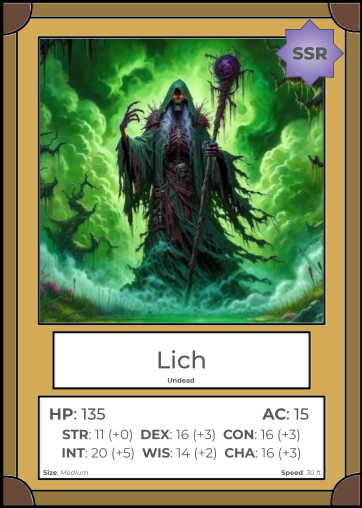 SSR
Lich
Undead
HP: 135 AC: 15
STR: 11 (+0) DEX: 16 (+3) CON: 16 (+3)
INT: 20 (+5) WIS: 14 (+2) CHA: 16 (+3)
Size: Medium Speed: 30 ft.